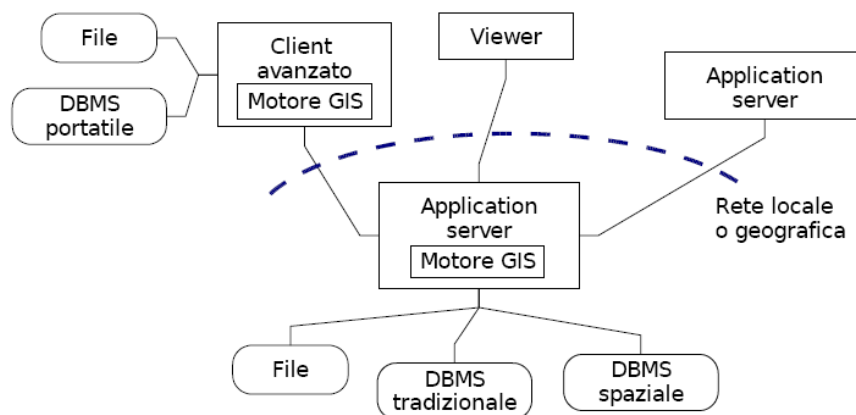 File
DBMS
portatile
Client
avanzato
Motore GIS
Viewer
Application
server
Application
server
Motore GIS
Rete locale
o geografica
File
DBMS
tradizionale
DBMS
spaziale